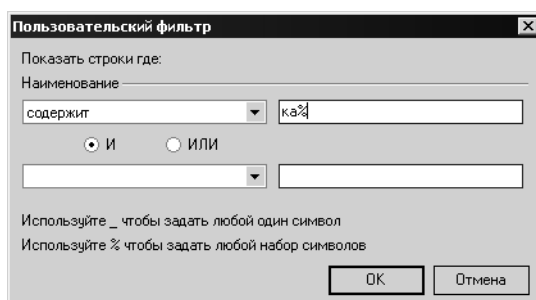 Пользовательский фильтр
Показать строки где:
Наименование
содержит ка%
И ИЛИ
Используйте _ чтобы задать любой один символ
Используйте % чтобы задать любой набор символов
OK Отмена